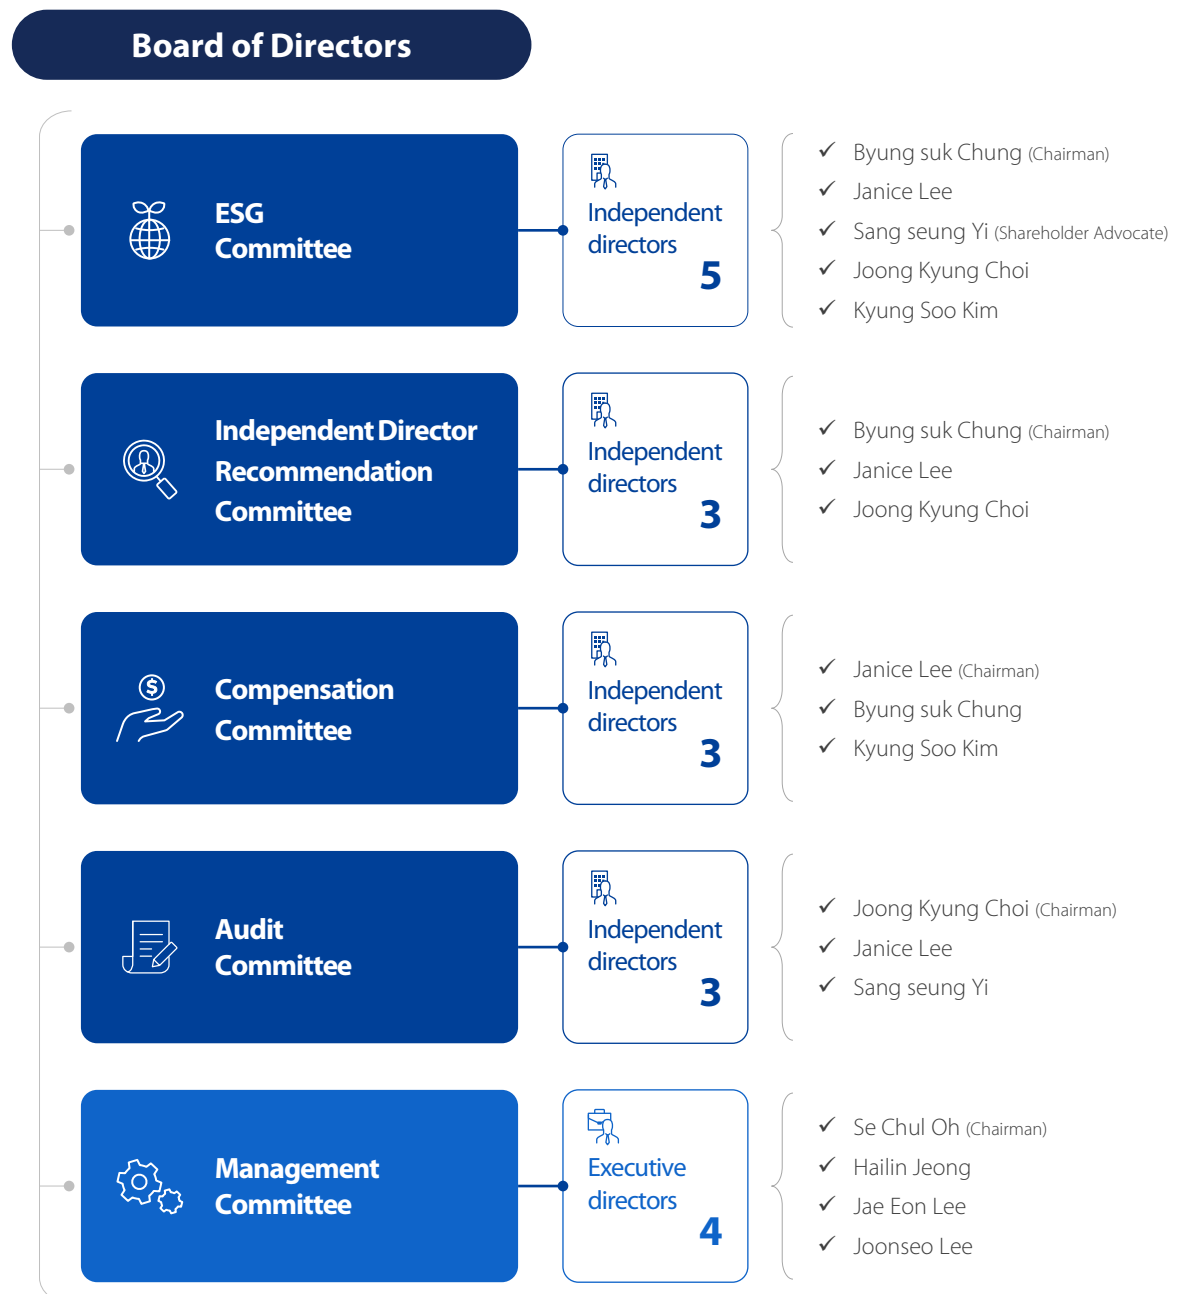 Board of Directors
ESG
Committee
Independent
directors
5
Byung suk Chung (Chairman)
Janice Lee
Sang seung Yi (Shareholder Advocate)
Joong Kyung Choi
Kyung Soo Kim
Independent Director
Recommendation
Committee
Independent
directors
3
Byung suk Chung (Chairman)
Janice Lee
Joong Kyung Choi
Compensation
Committee
Independent
directors
3
Janice Lee (Chairman)
Byung suk Chung
Kyung Soo Kim
Audit
Committee
Independent
directors
3
Joong Kyung Choi (Chairman)
Janice Lee
Sang seung Yi
Management
Committee
Executive
directors
4
Se Chul Oh (Chairman)
Hailin Jeong
Jae Eon Lee
Joonseo Lee